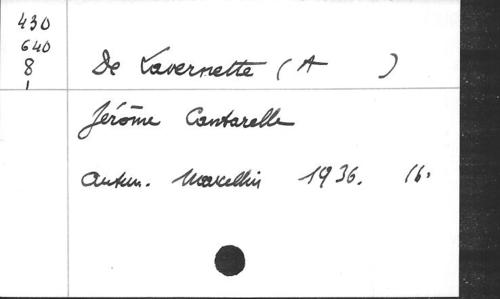 430
640
8
1
De Lavernette (A )
Jérôme Cantarelle
Autun. Marcellin 1936. 16°